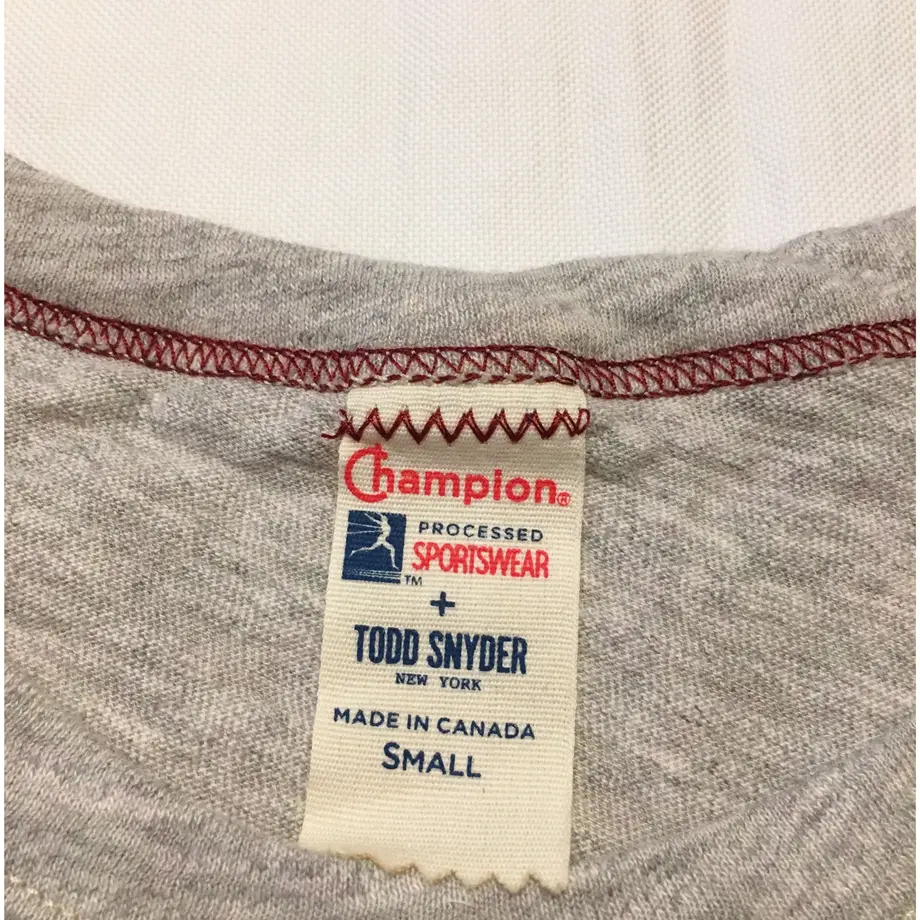 Champion®
PROCESSED
SPORTSWEAR
TM
+
TODD SNYDER
NEW YORK
MADE IN CANADA
SMALL